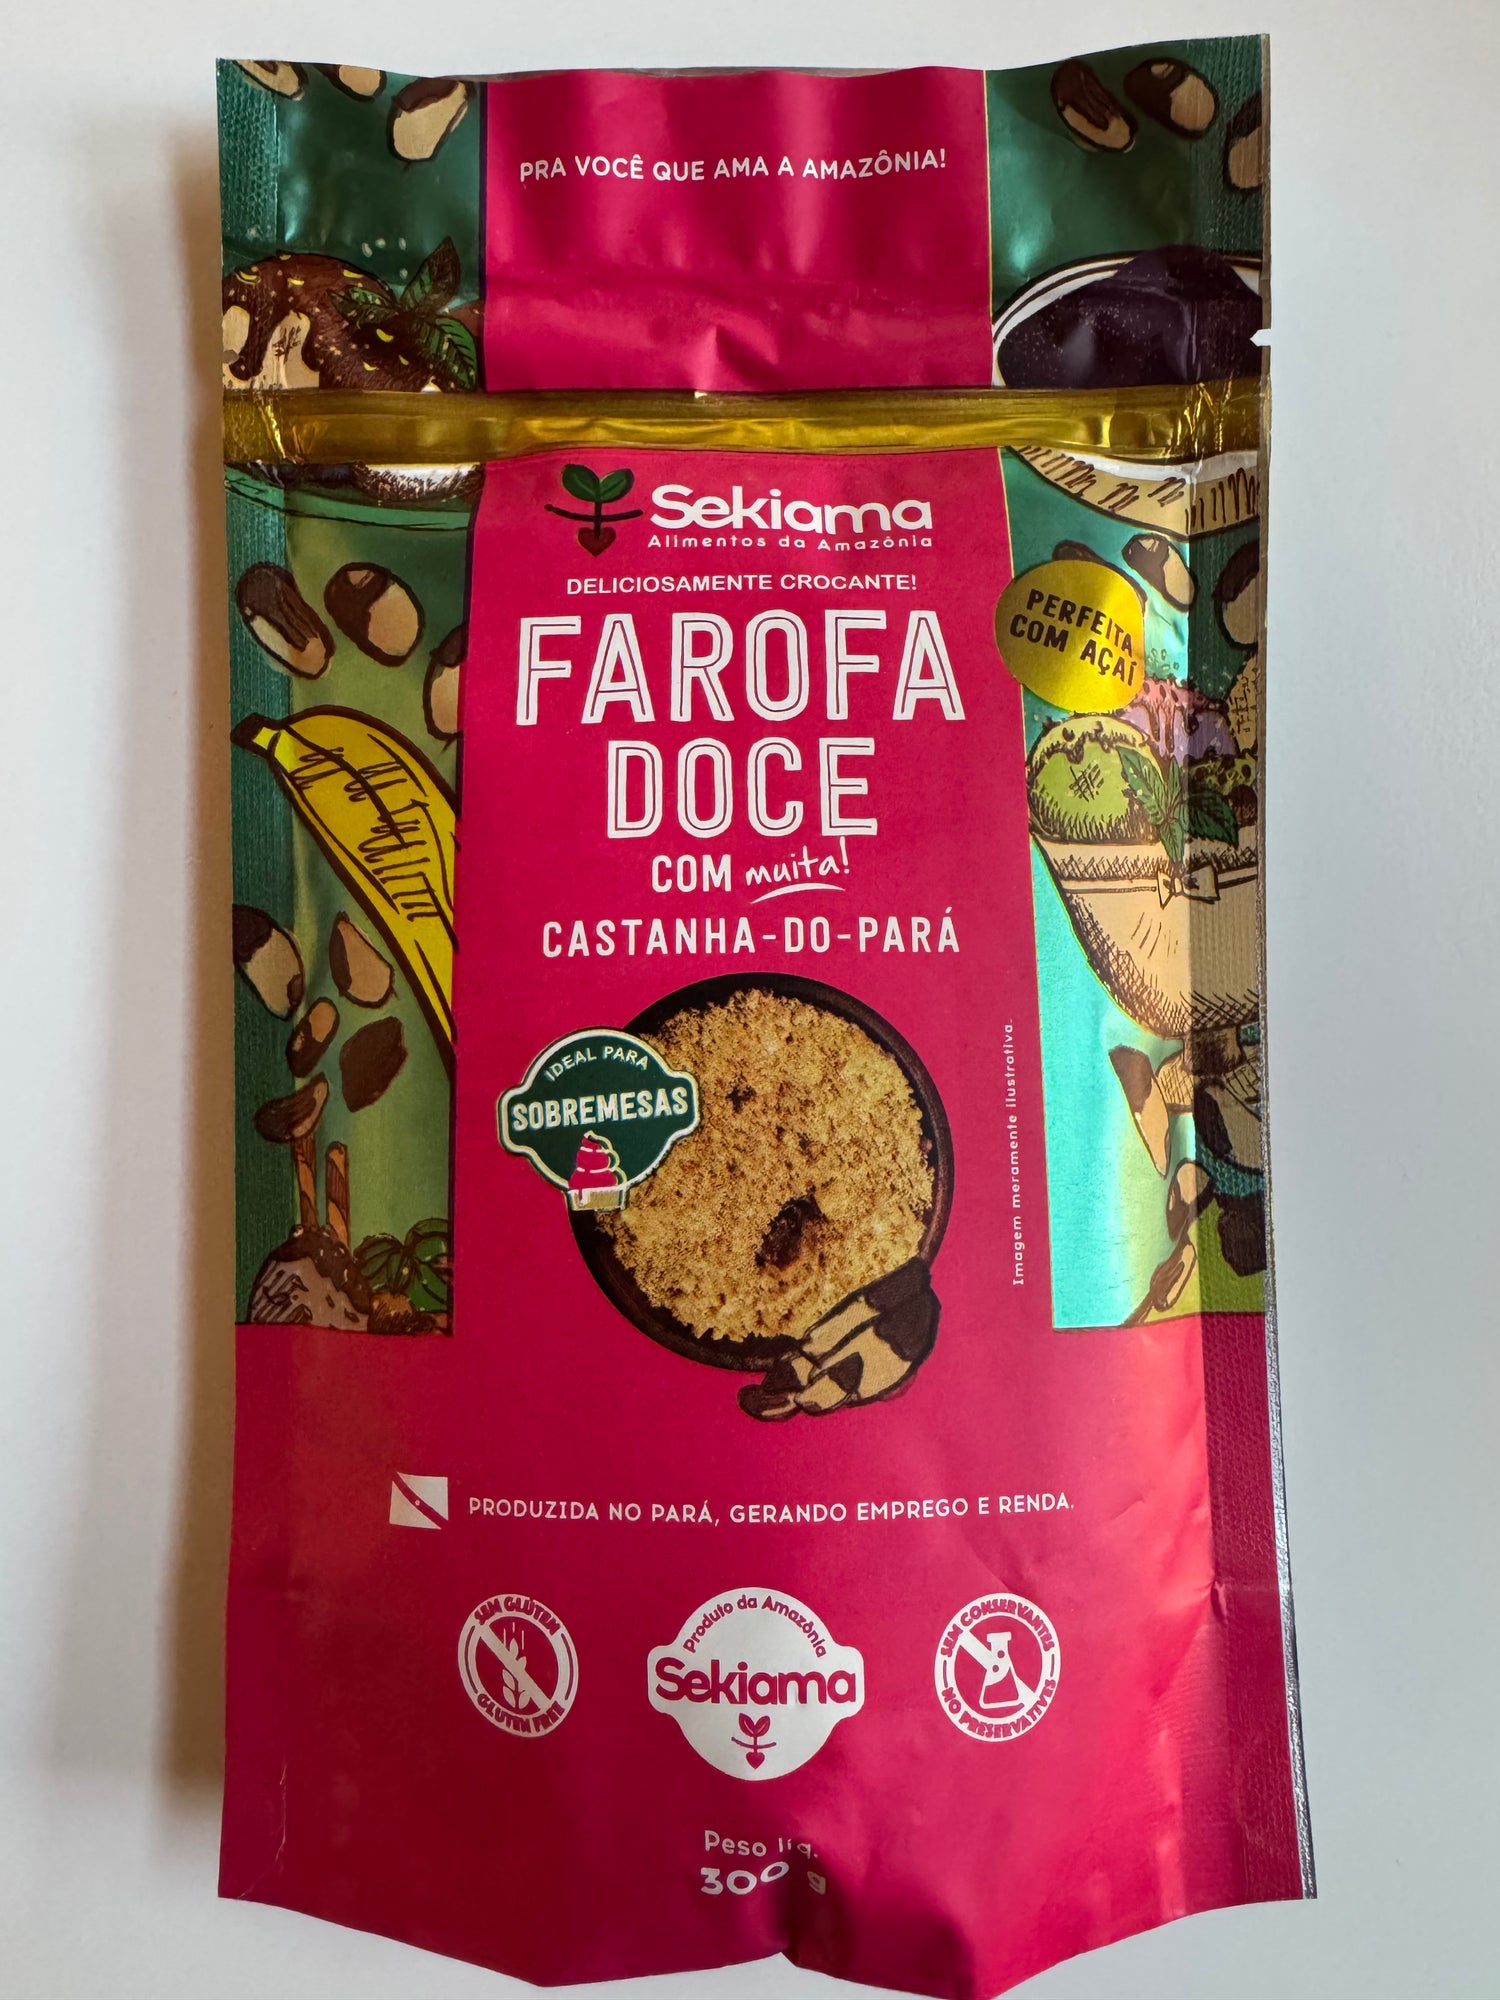 PRA VOCÊ QUE AMA A AMAZÔNIA!
Sekiama
Alimentos da Amazônia
DELICIOSAMENTE CROCANTE!
FAROFA
DOCE
COM muita!
CASTANHA-DO-PARÁ
PERFEITA
COM AÇAÍ
IDEAL PARA
SOBREMESAS
Imagem meramente ilustrativa.
PRODUZIDA NO PARÁ, GERANDO EMPREGO E RENDA.
SEM GLÚTEN
GLUTEN FREE
Produto da Amazônia
Sekiama
SEM CONSERVANTES
NO PRESERVATIVES
Peso líq.
300 g